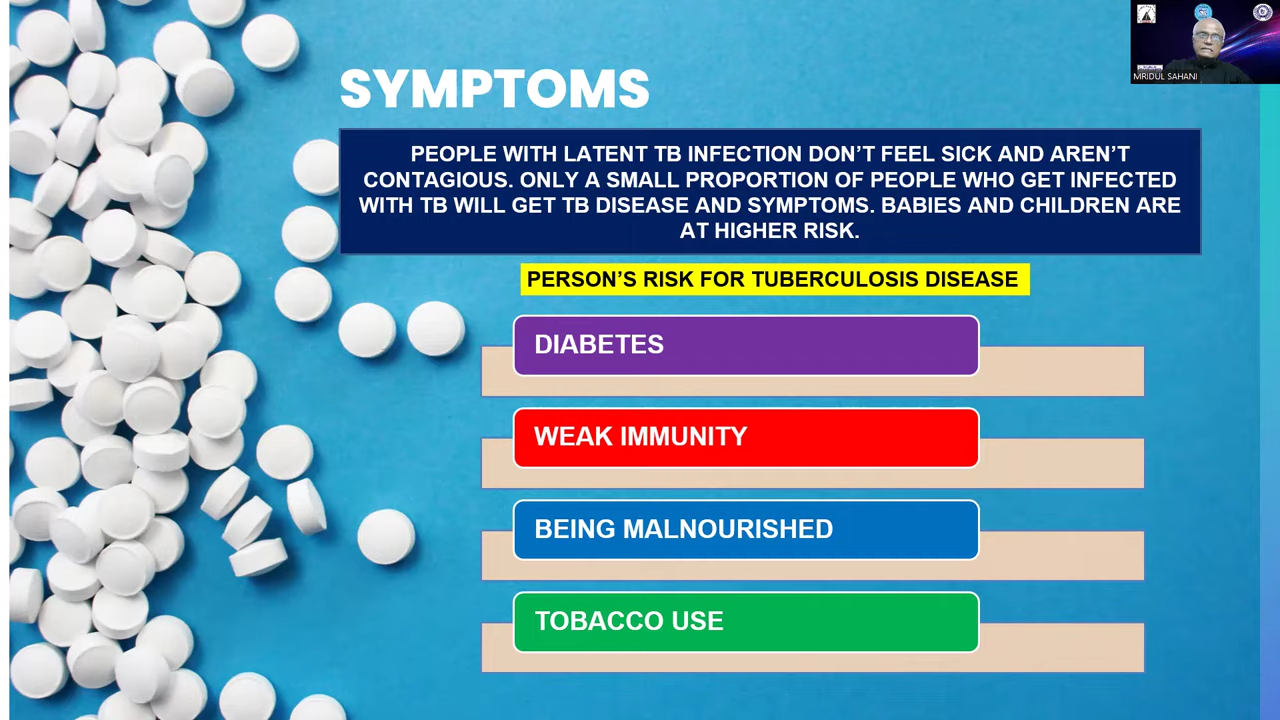 SYMPTOMS
PEOPLE WITH LATENT TB INFECTION DON'T FEEL SICK AND AREN'T
CONTAGIOUS. ONLY A SMALL PROPORTION OF PEOPLE WHO GET INFECTED
WITH TB WILL GET TB DISEASE AND SYMPTOMS. BABIES AND CHILDREN ARE
AT HIGHER RISK.
PERSON'S RISK FOR TUBERCULOSIS DISEASE
DIABETES
WEAK IMMUNITY
BEING MALNOURISHED
TOBACCO USE
MRIDUL SAHANI